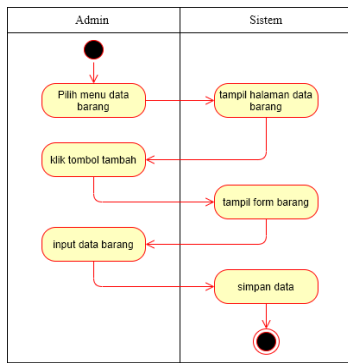 Admin
Sistem
Pilih menu data
barang
tampil halaman data
barang
klik tombol tambah
tampil form barang
input data barang
simpan data